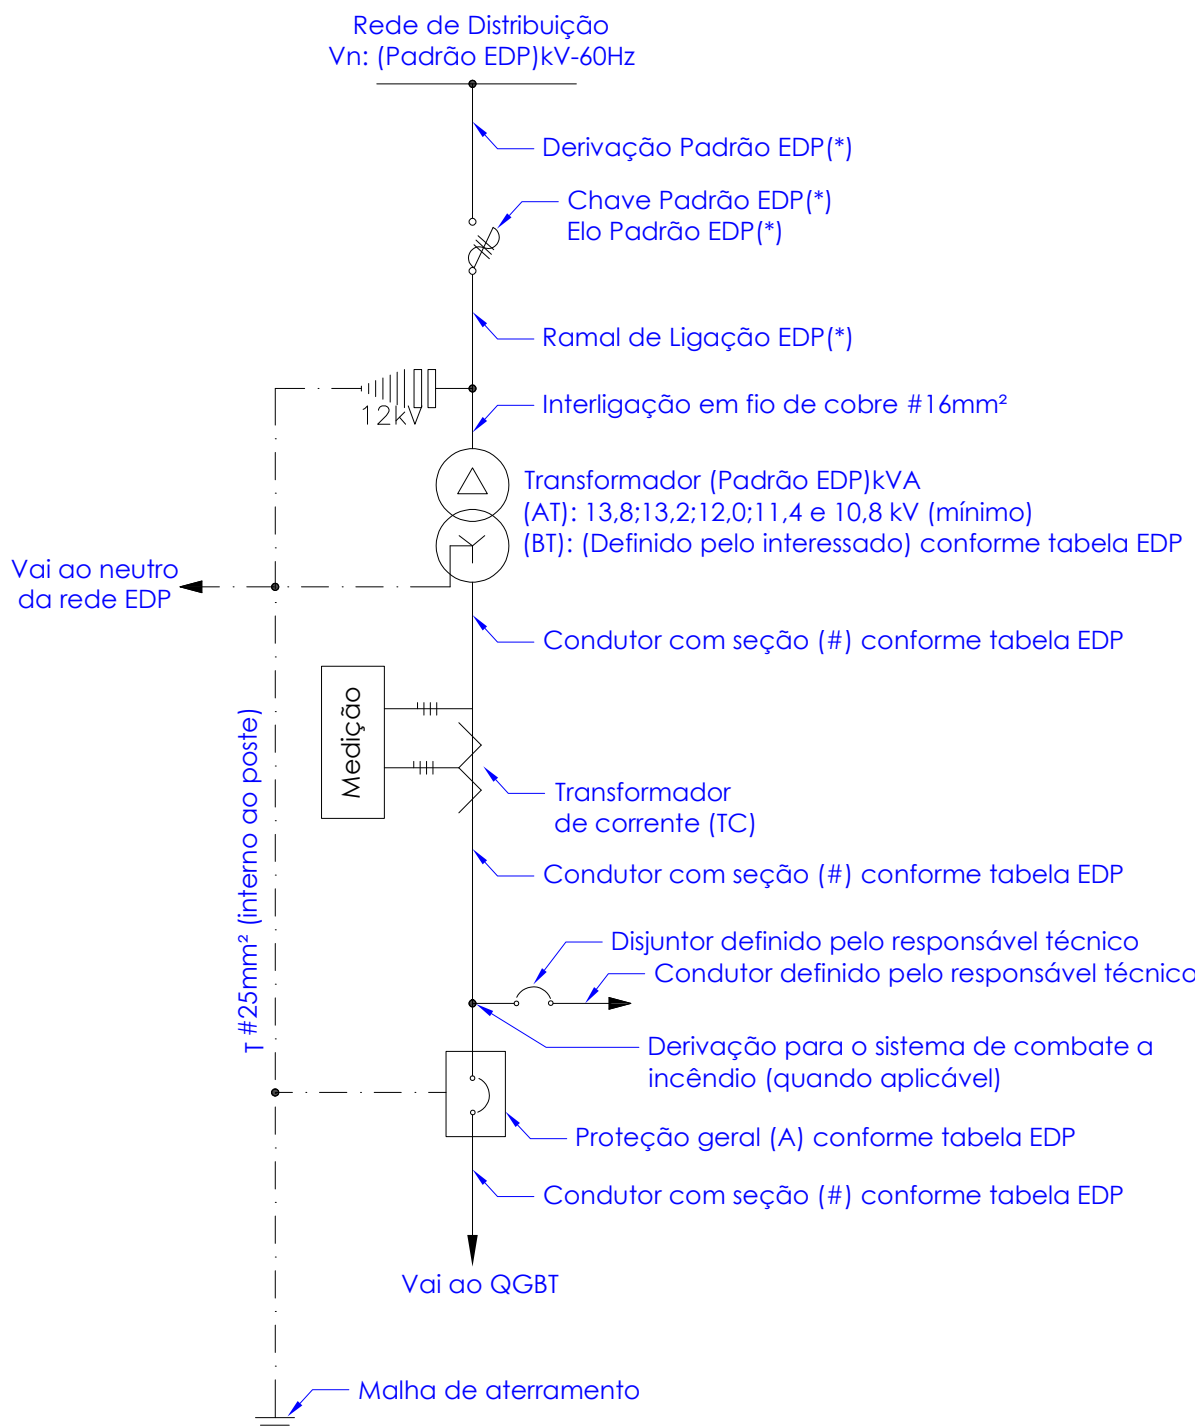 Rede de Distribuição
Vn: (Padrão EDP)kV-60Hz
Derivação Padrão EDP(*)
Chave Padrão EDP(*)
Elo Padrão EDP(*)
Ramal de Ligação EDP(*)
12kV
Interligação em fio de cobre #16mm²
Transformador (Padrão EDP)kVA
(AT): 13,8;13,2;12,0;11,4 e 10,8 kV (mínimo)
(BT): (Definido pelo interessado) conforme tabela EDP
Vai ao neutro
da rede EDP
Condutor com seção (#) conforme tabela EDP
Medição
T #25mm² (interno ao poste)
Transformador
de corrente (TC)
Condutor com seção (#) conforme tabela EDP
Disjuntor definido pelo responsável técnico
Condutor definido pelo responsável técnico
Derivação para o sistema de combate a
incêndio (quando aplicável)
Proteção geral (A) conforme tabela EDP
Condutor com seção (#) conforme tabela EDP
Vai ao QGBT
Malha de aterramento